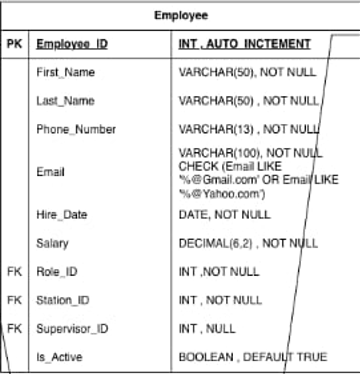 Employee
PK Employee_ID INT , AUTO INCTEMENT
First_Name VARCHAR(50), NOT NULL
Last_Name VARCHAR(50) , NOT NULL
Phone_Number VARCHAR(13) , NOT NULL
Email VARCHAR(100), NOT NULL
CHECK (Email LIKE
'%@Gmail.com' OR Email LIKE
'%@Yahoo.com')
Hire_Date DATE, NOT NULL
Salary DECIMAL(6,2) , NOT NULL
FK Role_ID INT ,NOT NULL
FK Station_ID INT , NOT NULL
FK Supervisor_ID INT , NULL
Is_Active BOOLEAN , DEFAULT TRUE